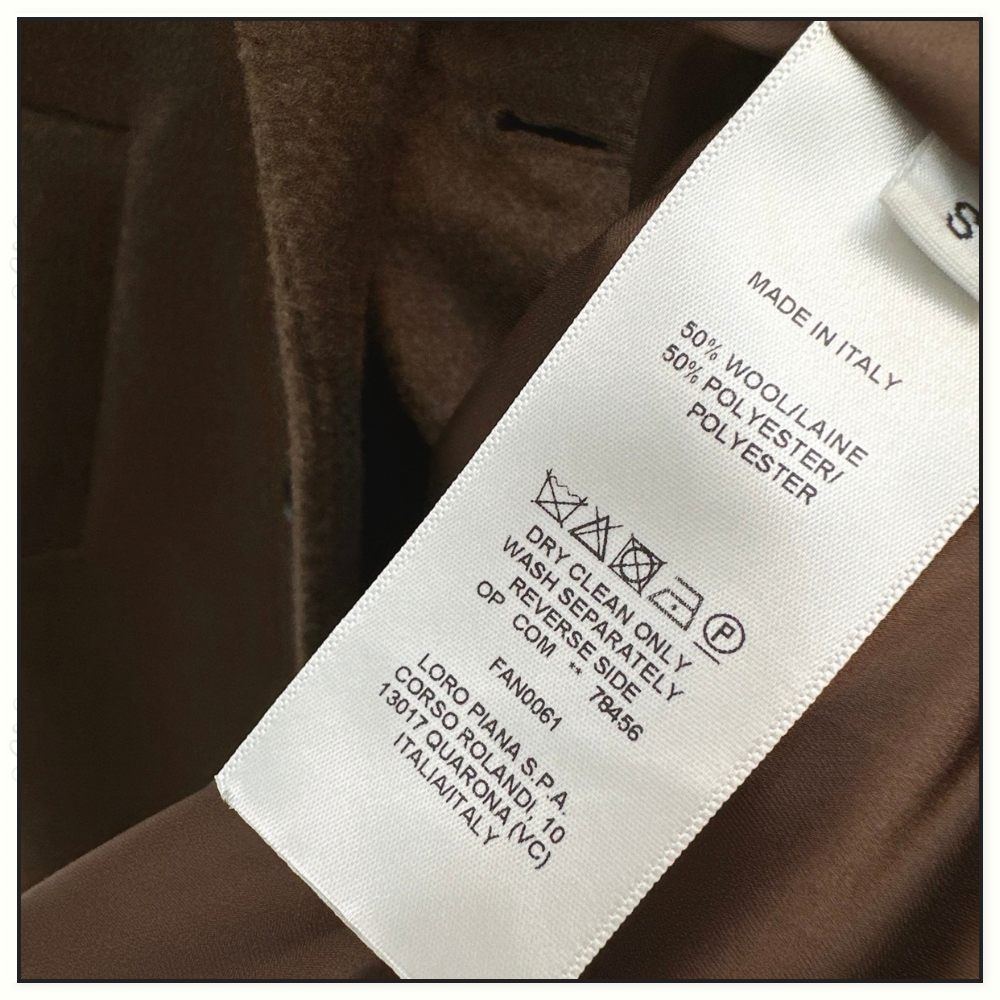 S
MADE IN ITALY
50% WOOL/LAINE
50% POLYESTER/
POLYESTER
P
DRY CLEAN ONLY
WASH SEPARATELY
REVERSE SIDE
OP COM ** 78456
FAN0061
LORO PIANA S.P.A.
CORSO ROLANDI, 10
13017 QUARONA (VC)
ITALIA/ITALY